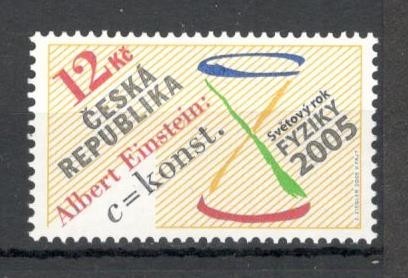 12 Kč
ČESKÁ
REPUBLIKA
Albert Einstein:
c = konst.
Světový rok
FYZIKY
2005